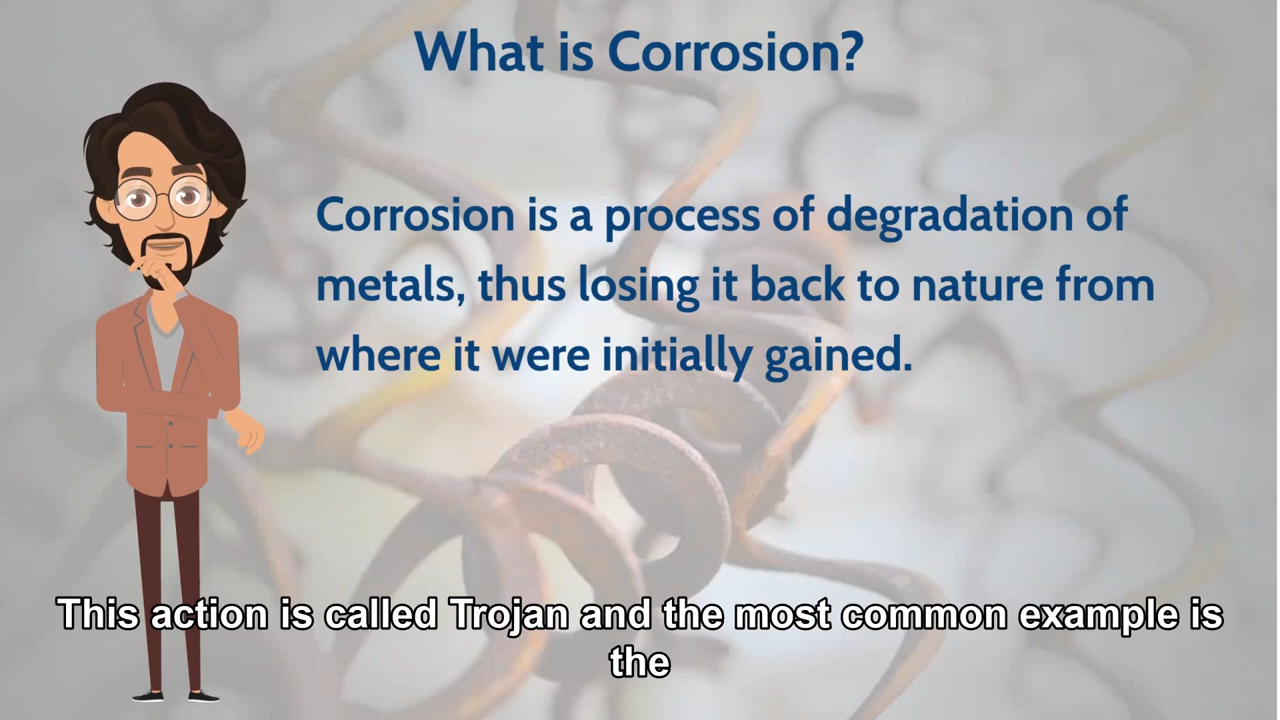 What is Corrosion?
Corrosion is a process of degradation of
metals, thus losing it back to nature from
where it were initially gained.
This action is called Trojan and the most common example is
the